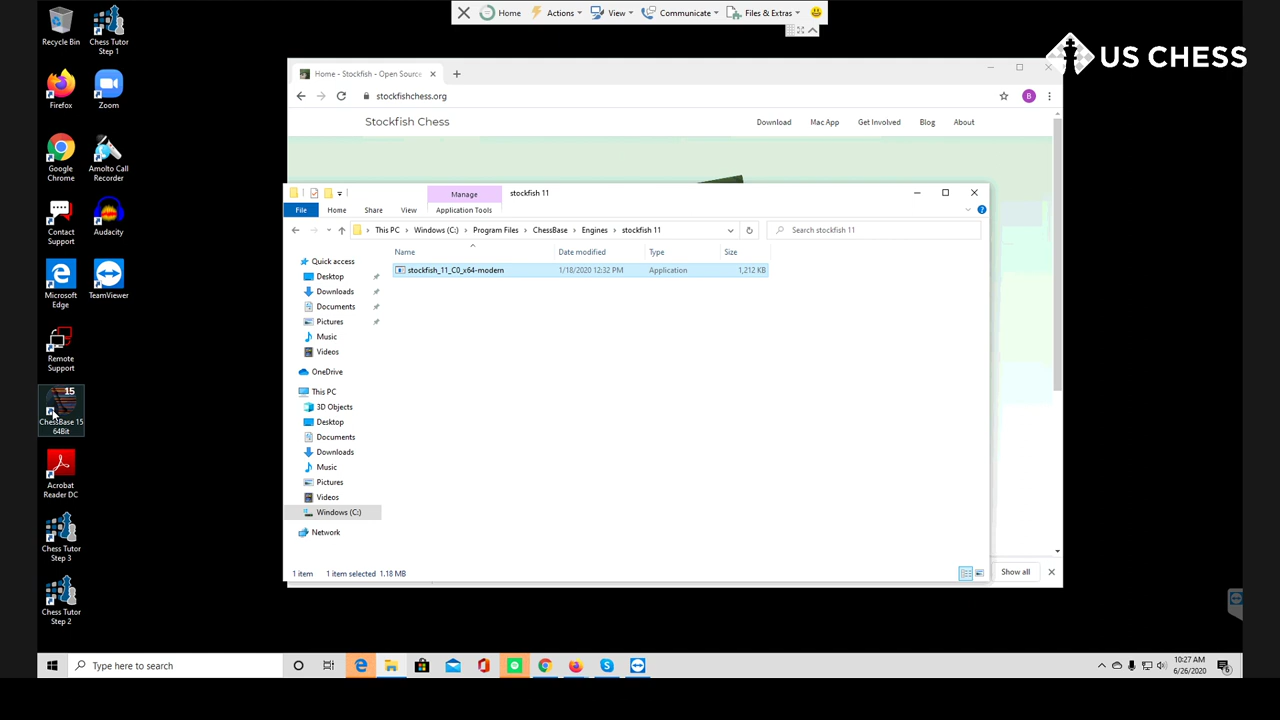 Home
Actions
View
Communicate
Files & Extras
US CHESS
Recycle Bin
Chess Tutor
Step 1
Firefox
Zoom
Google
Chrome
Amolto Call
Recorder
Contact
Support
Audacity
Microsoft
Edge
TeamViewer
Remote
Support
15
ChessBase 15
64Bit
Acrobat
Reader DC
Chess Tutor
Step 3
Chess Tutor
Step 2
Home - Stockfish - Open Source
stockfishchess.org
B
Stockfish Chess
Download
Mac App
Get Involved
Blog
About
Manage
stockfish 11
File
Home
Share
View
Application Tools
This PC
Windows (C:)
Program Files
ChessBase
Engines
stockfish 11
Search stockfish 11
Name
Date modified
Type
Size
stockfish_11_C0_x64-modern
1/18/2020 12:32 PM
Application
1,212 KB
Quick access
Desktop
Downloads
Documents
Pictures
Music
Videos
OneDrive
This PC
3D Objects
Desktop
Documents
Downloads
Music
Pictures
Videos
Windows (C:)
Network
1 item
1 item selected 1.18 MB
Show all
Type here to search
10:27 AM
6/26/2020